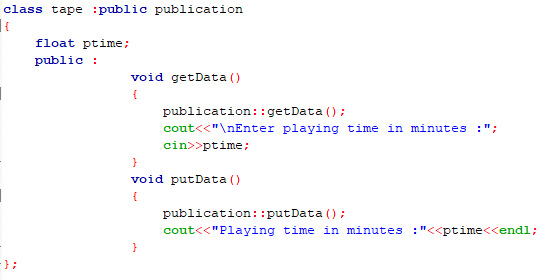 class tape :public publication
{
float ptime;
public :
void getData()
{
publication::getData();
cout<<"\nEnter playing time in minutes :";
cin>>ptime;
}
void putData()
{
publication::putData();
cout<<"Playing time in minutes :"<<ptime<<endl;
}
};